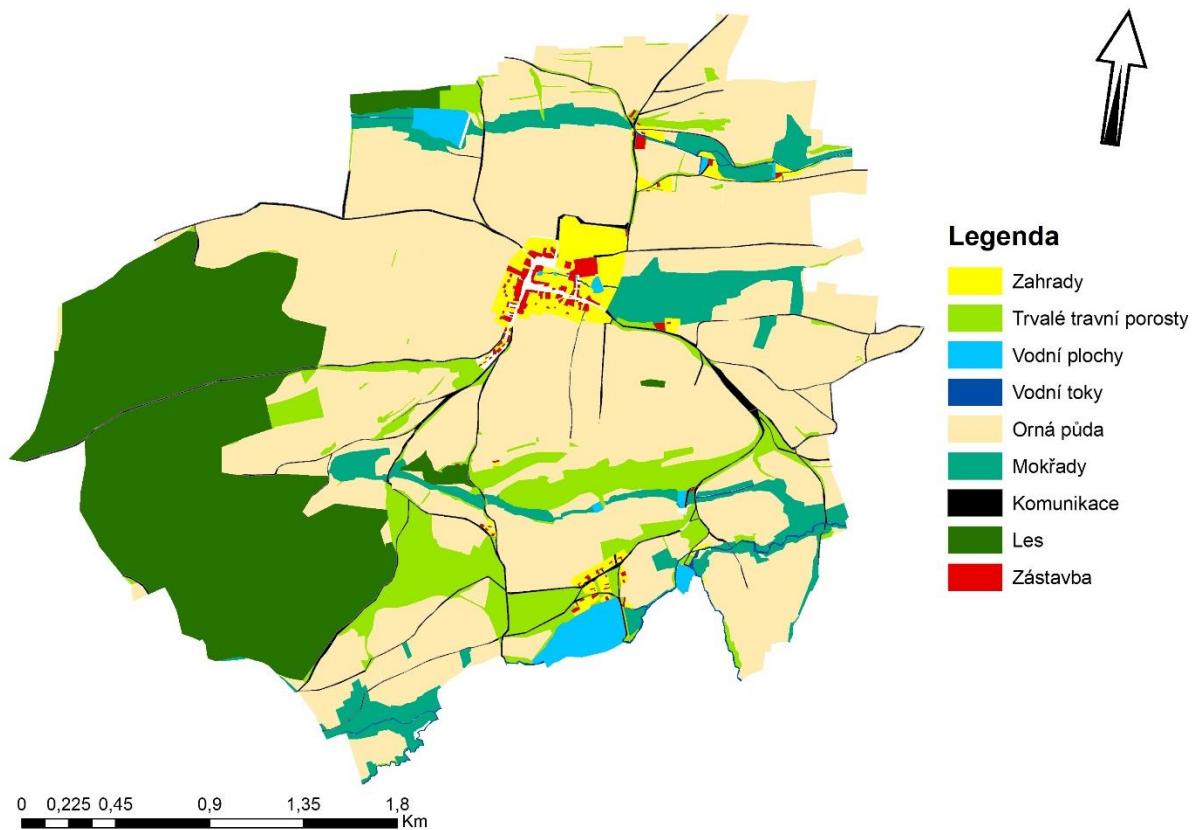 Legenda
Zahrady
Trvalé travní porosty
Vodní plochy
Vodní toky
Orná půda
Mokřady
Komunikace
Les
Zástavba
0 0,225 0,45 0,9 1,35 1,8
Km